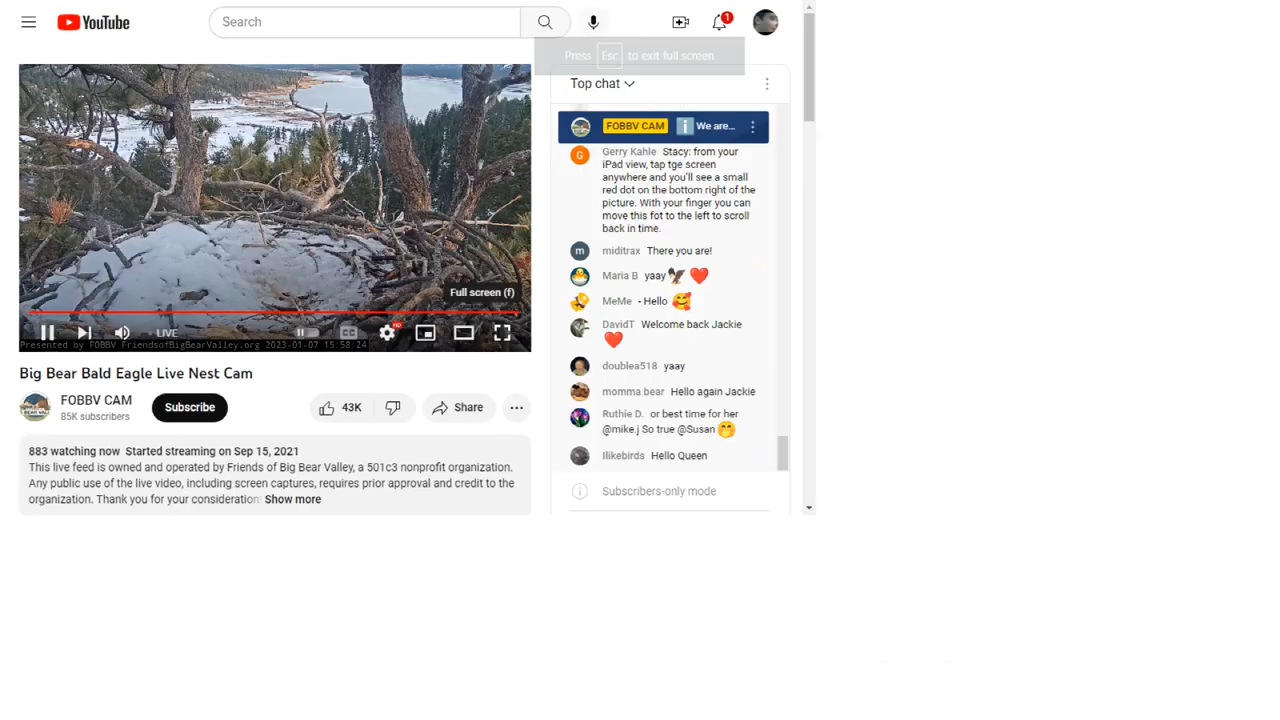 YouTube
Search
1
Press Esc to exit full screen
Top chat
FOBBV CAM We are...
Gerry Kahle Stacy: from your
iPad view, tap tge screen
anywhere and you'll see a small
red dot on the bottom right of the
picture. With your finger you can
move this fot to the left to scroll
back in time.
m miditrax There you are!
G
Maria B yaay
MeMe - Hello
DavidT Welcome back Jackie
doublea518 yaay
momma bear Hello again Jackie
Ruthie D. or best time for her
@mike.j So true @Susan
Ilikebirds Hello Queen
Subscribers-only mode
Full screen (f)
LIVE
CC
HD
Presented by FOBBV FriendsofBigBearValley.org 2023-01-07 15:58:24
Big Bear Bald Eagle Live Nest Cam
FOBBV CAM
85K subscribers
Subscribe
43K
Share
883 watching now Started streaming on Sep 15, 2021
This live feed is owned and operated by Friends of Big Bear Valley, a 501c3 nonprofit organization.
Any public use of the live video, including screen captures, requires prior approval and credit to the
organization. Thank you for your consideration Show more